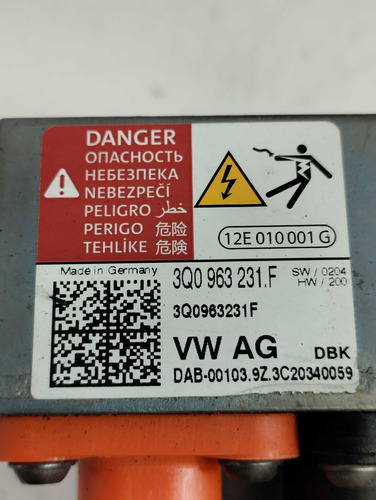 DANGER
ОПАСНОСТЬ
НЕБЕЗПЕКА
NEBEZPEČÍ
PELIGRO خطر
PERIGO 危险
TEHLİKE 危険
12E 010 001 G
Made in Germany
3Q0 963 231.F
SW / 0204
HW / 200
3Q0963231F
VW AG
DBK
DAB-00103.9Z.3C20340059